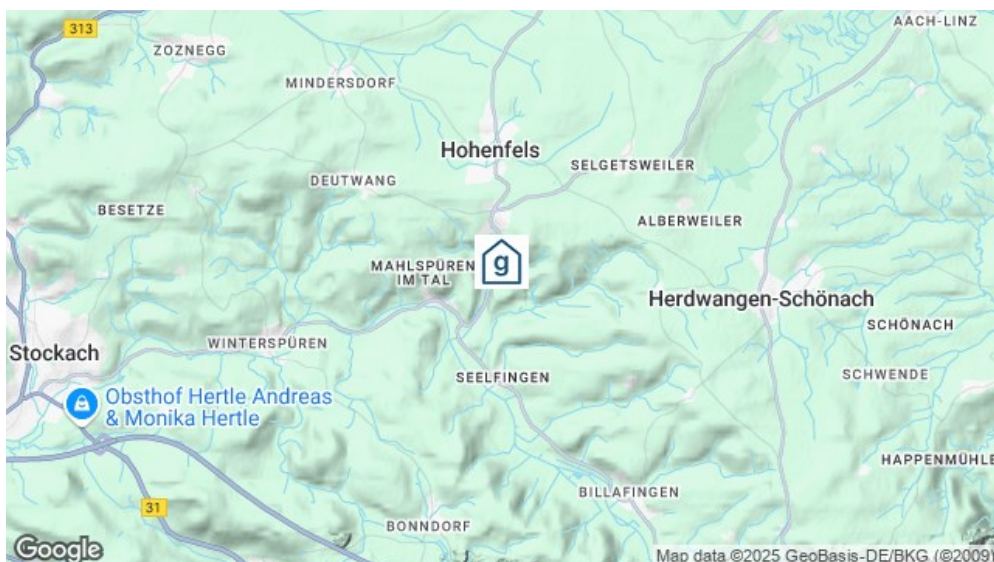 313
ZOZNEGG
AACH-LINZ
MINDERSDORF
Hohenfels
SELGETSWEILER
DEUTWANG
BESETZE
ALBERWEILER
MAHLSPÜREN
IM TAL
g
Herdwangen-Schönach
SCHÖNACH
WINTERSPÜREN
Stockach
SEELFINGEN
SCHWENDE
Obsthof Hertle Andreas
& Monika Hertle
HAPPENMÜHLE
BILLAFINGEN
31
BONNDORF
Google
Map data ©2025 GeoBasis-DE/BKG (©2009)